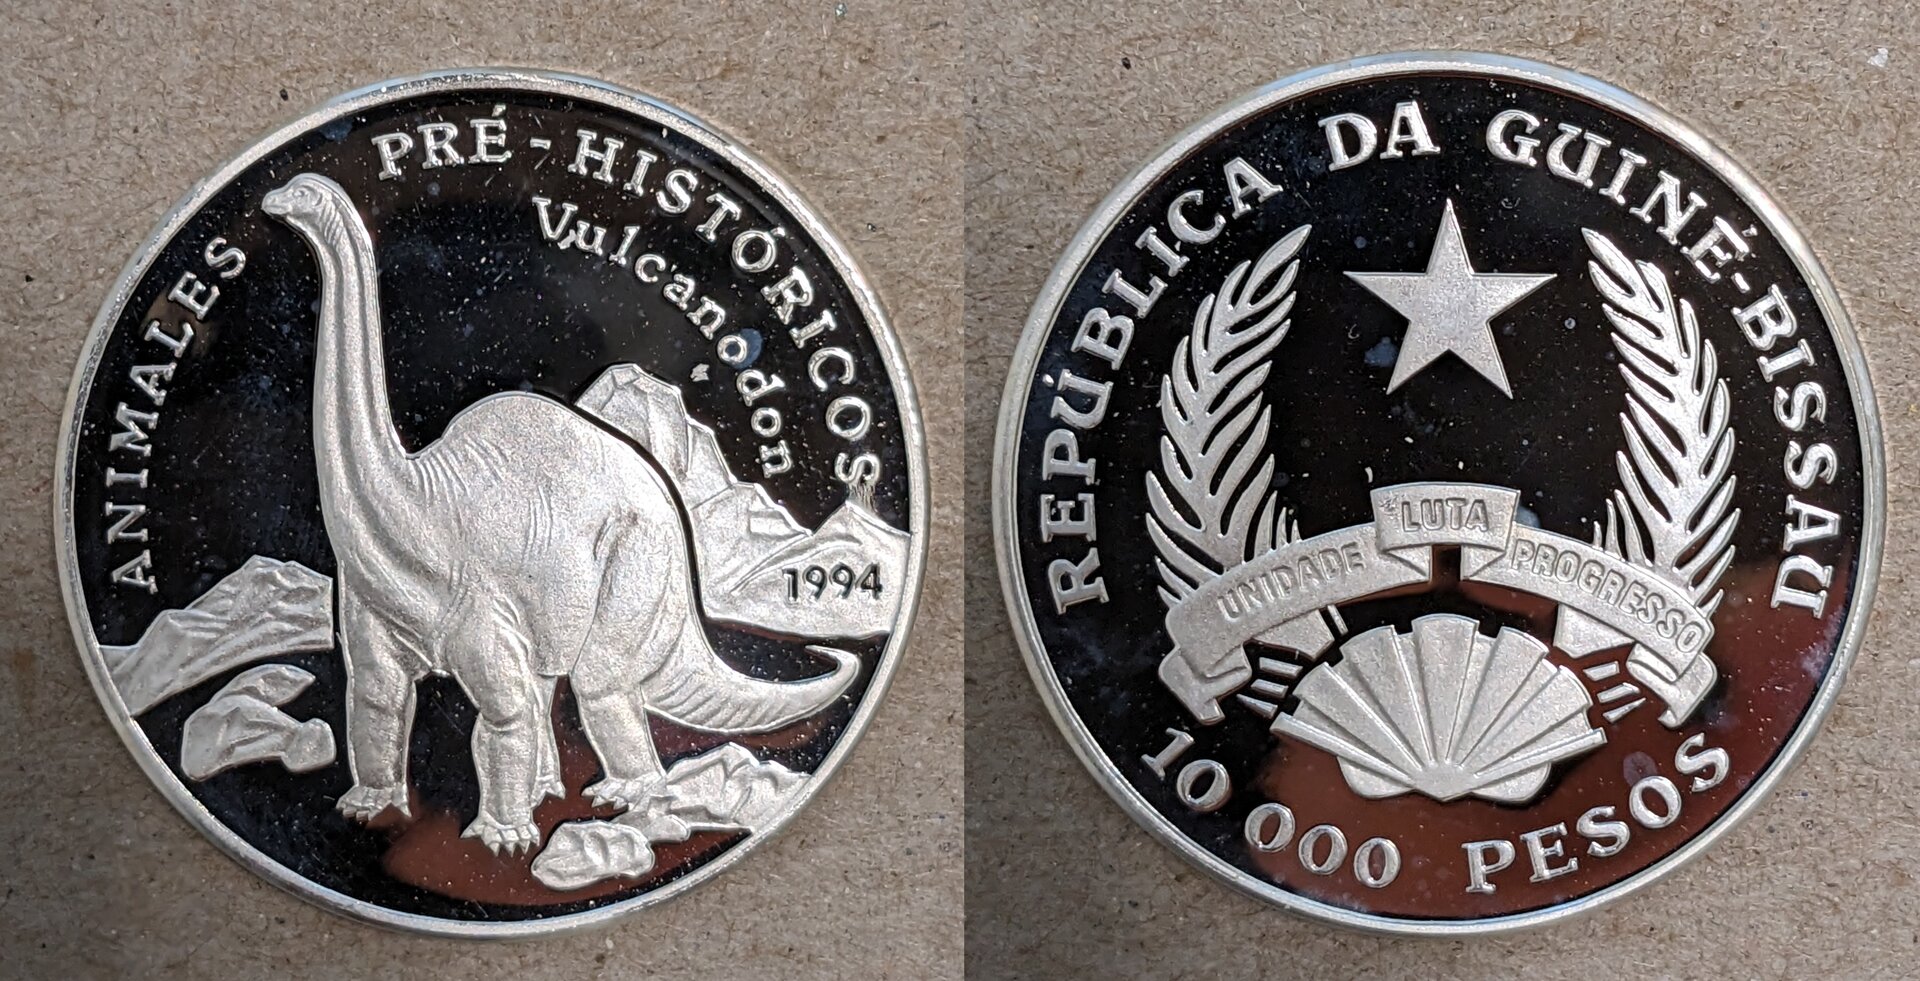 ANIMALES PRÉ-HISTÓRICOS
Vulcanodon
1994
REPÚBLICA DA GUINÉ-BISSAU
UNIDADE LUTA PROGRESSO
10 000 PESOS